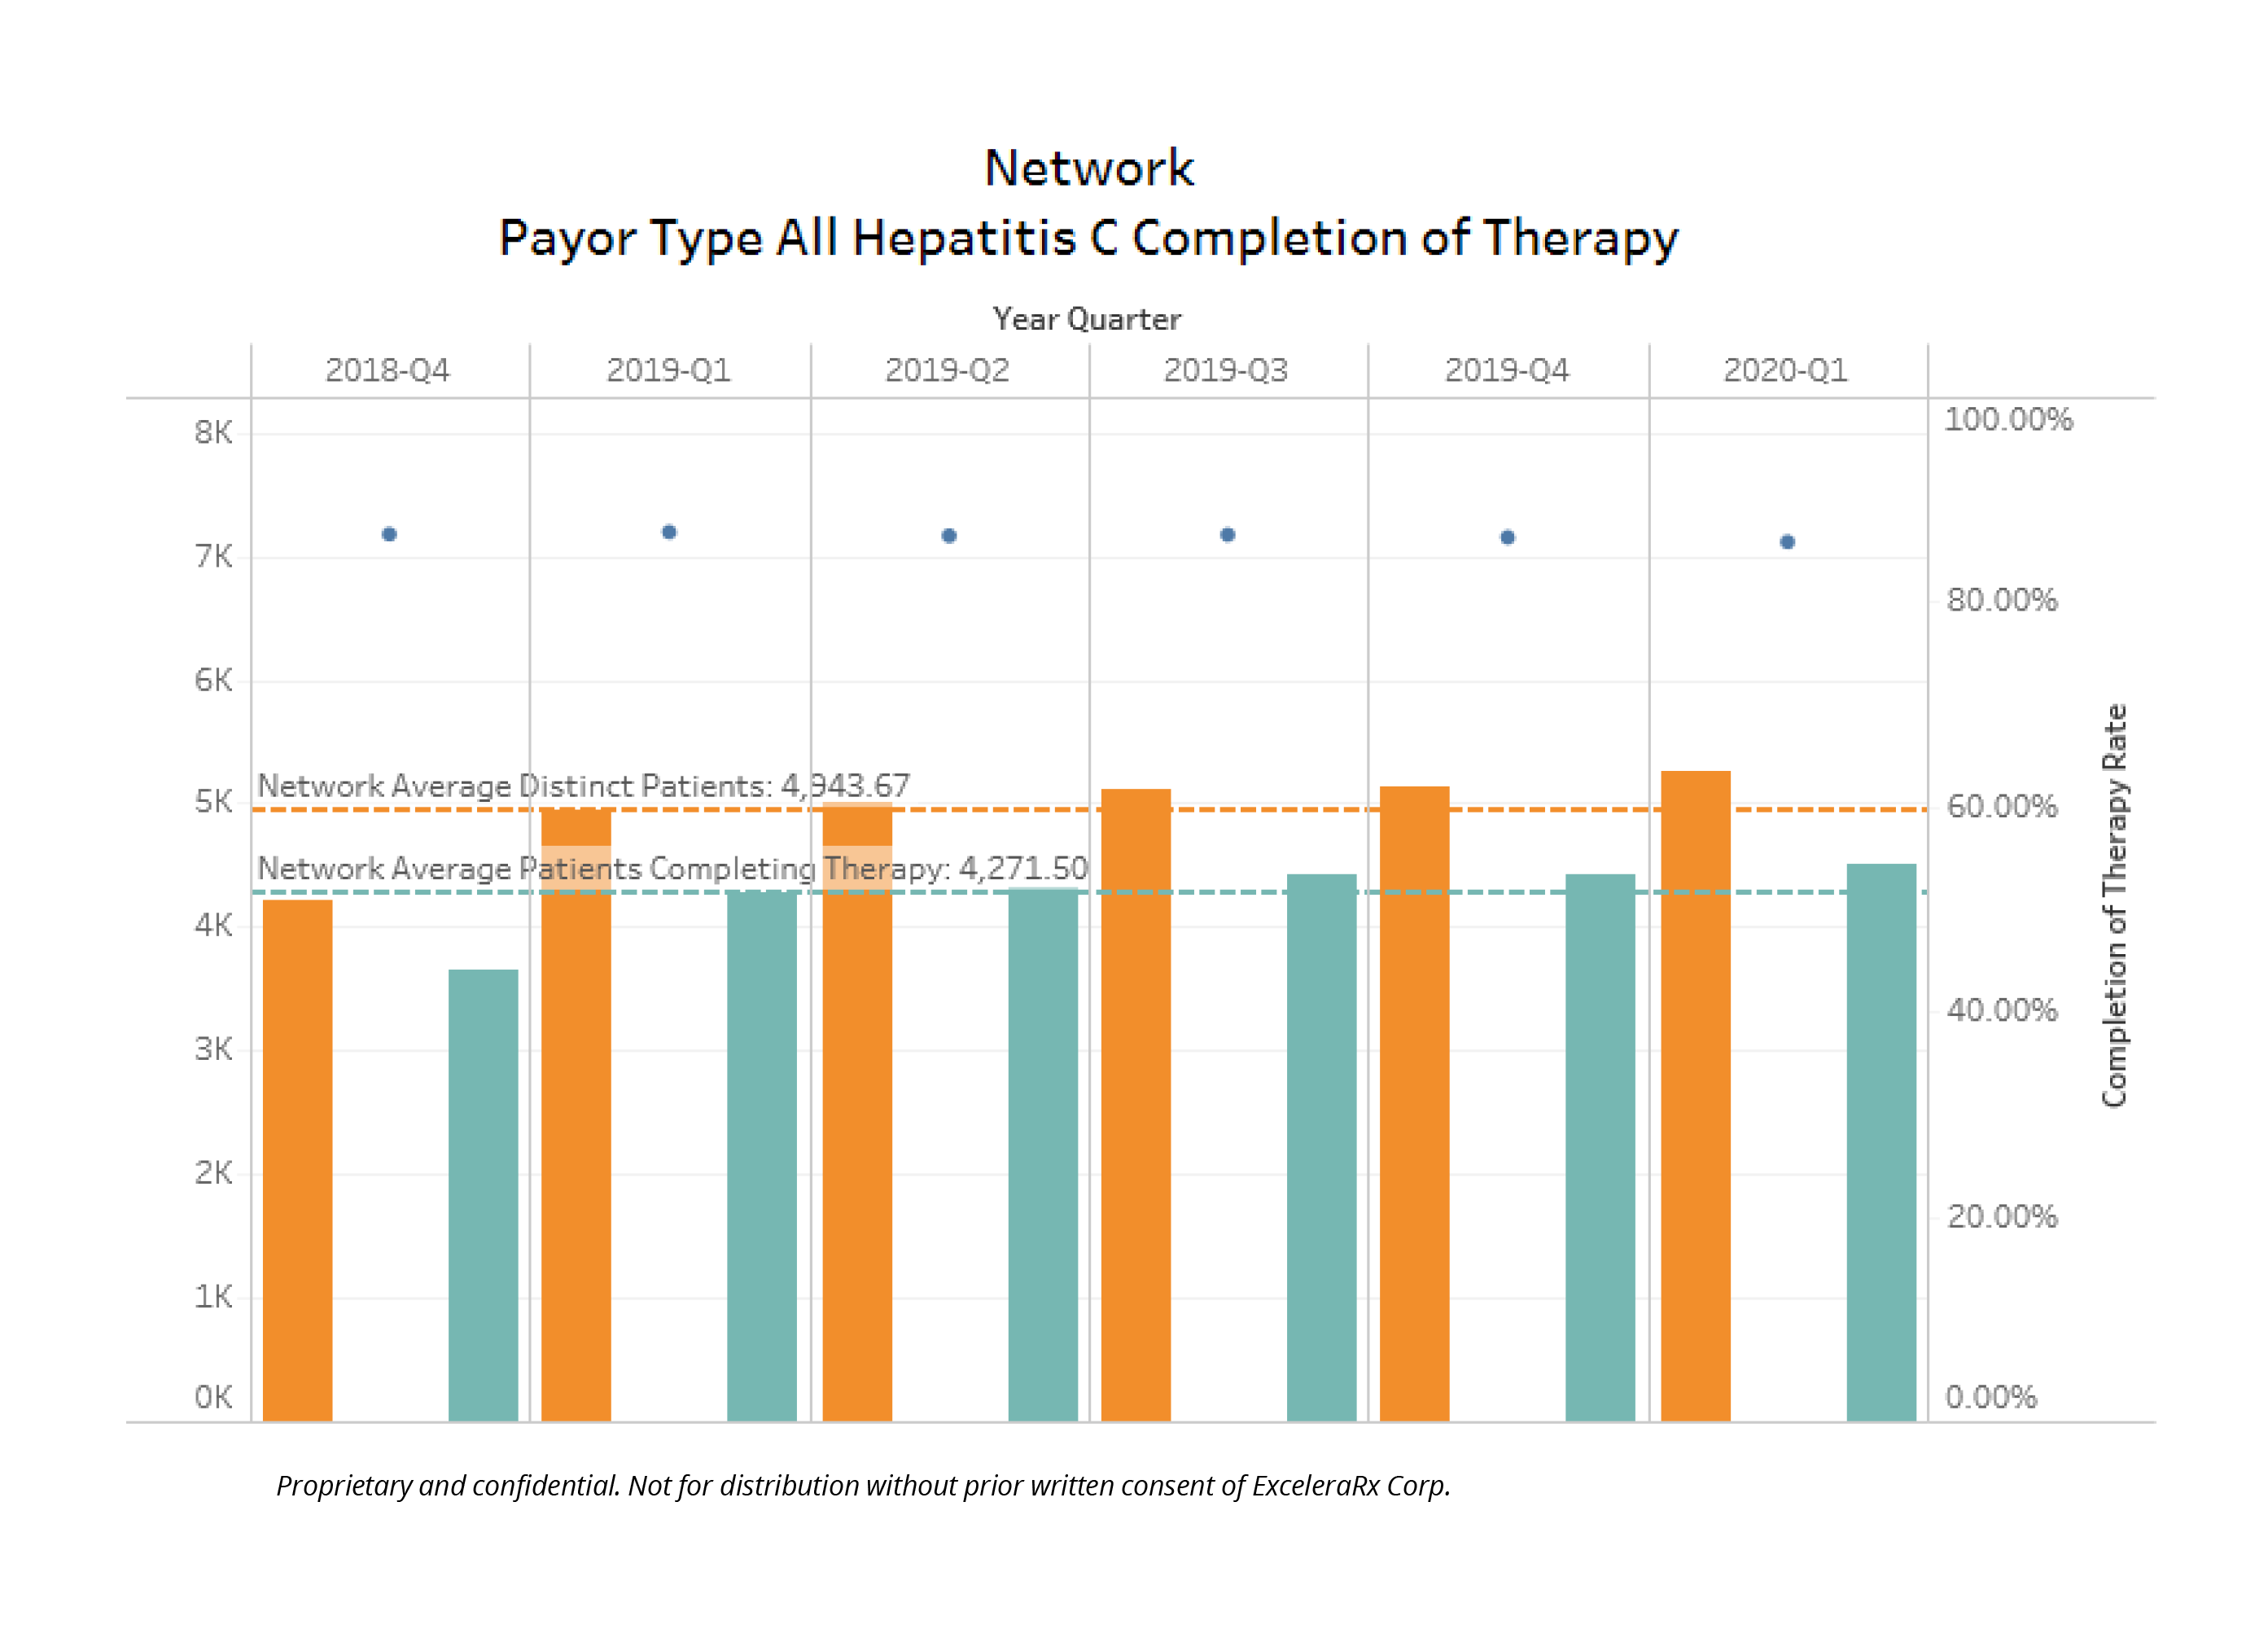 Network
Payor Type All Hepatitis C Completion of Therapy
Year Quarter
2018-Q4 2019-Q1 2019-Q2 2019-Q3 2019-Q4 2020-Q1
8K
7K
6K
5K
4K
3K
2K
1K
0K
Network Average Distinct Patients: 4,943.67
Network Average Patients Completing Therapy: 4,271.50
100.00%
80.00%
60.00%
40.00%
20.00%
0.00%
Completion of Therapy Rate
Proprietary and confidential. Not for distribution without prior written consent of ExceleraRx Corp.